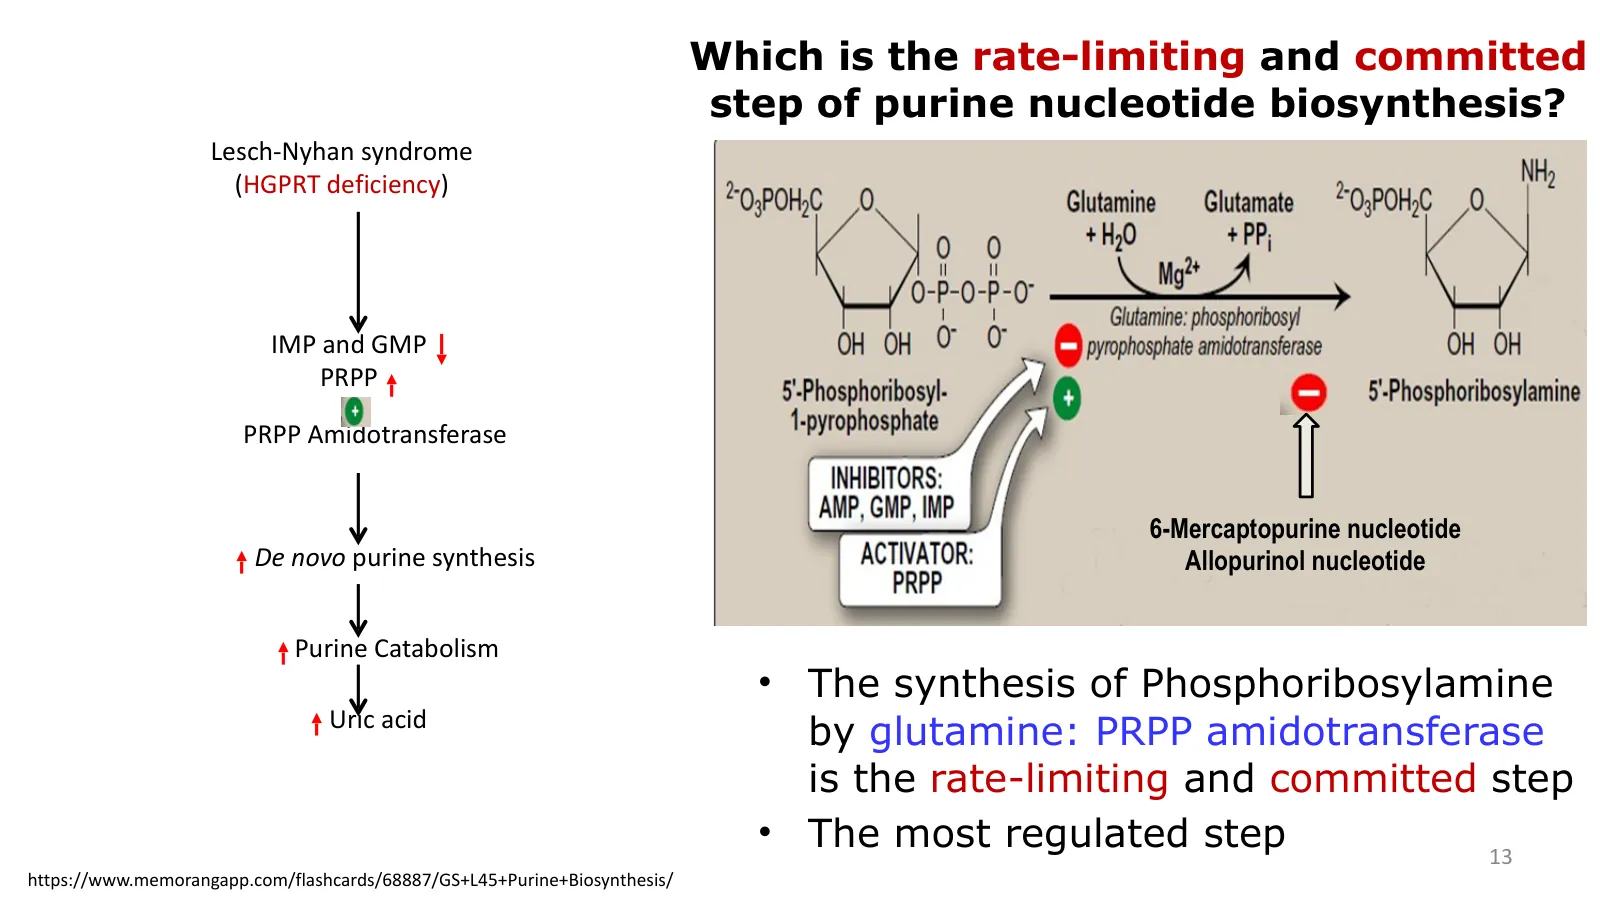 Which is the rate-limiting and committed
step of purine nucleotide biosynthesis?
Lesch-Nyhan syndrome
(HGPRT deficiency)
IMP and GMP
PRPP
+
PRPP Amidotransferase
De novo purine synthesis
Purine Catabolism
Uric acid
2-O3POH2C
O
O
O
O-P-O-P-O-
O-
O-
OH OH
5'-Phosphoribosyl-
1-pyrophosphate
Glutamine
+ H2O
Glutamate
+ PPi
Mg2+
Glutamine: phosphoribosyl
pyrophosphate amidotransferase
−
+
−
NH2
2-O3POH2C
O
OH OH
5'-Phosphoribosylamine
INHIBITORS:
AMP, GMP, IMP
ACTIVATOR:
PRPP
6-Mercaptopurine nucleotide
Allopurinol nucleotide
• The synthesis of Phosphoribosylamine
by glutamine: PRPP amidotransferase
is the rate-limiting and committed step
• The most regulated step
13
https://www.memorangapp.com/flashcards/68887/GS+L45+Purine+Biosynthesis/